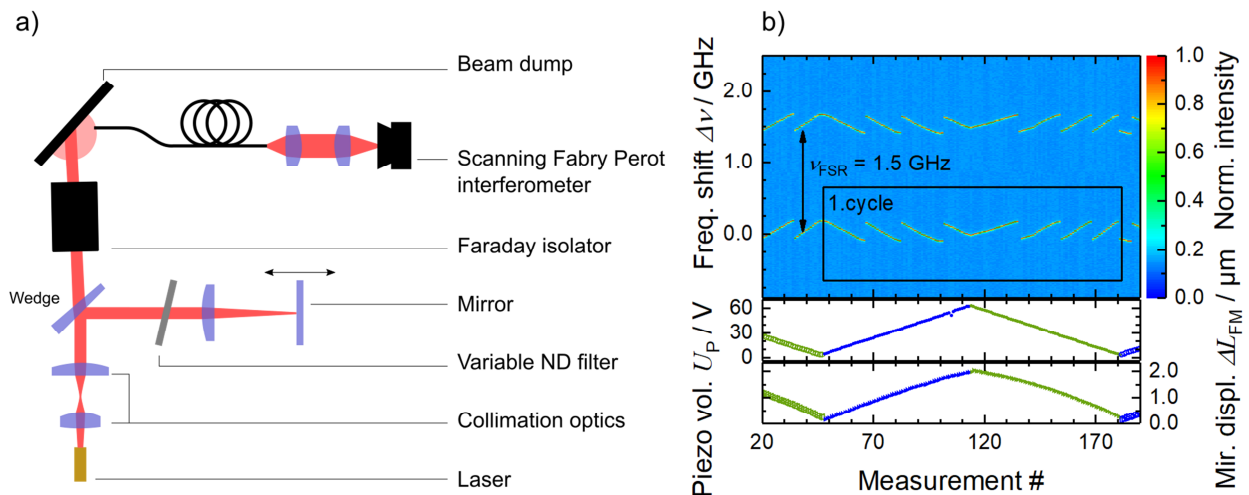 a)
Beam dump
Scanning Fabry Perot
interferometer
Faraday isolator
Wedge
Mirror
Variable ND filter
Collimation optics
Laser
b)
Freq. shift Δν / GHz
2.0
1.0
0.0
ν_FSR = 1.5 GHz
1.cycle
1.0
0.8
0.6
0.4
0.2
0.0
Norm. intensity
Piezo vol. U_P / V
60
30
0
Mir. displ. ΔL_FM / µm
2.0
1.0
0.0
20
70
120
170
Measurement #